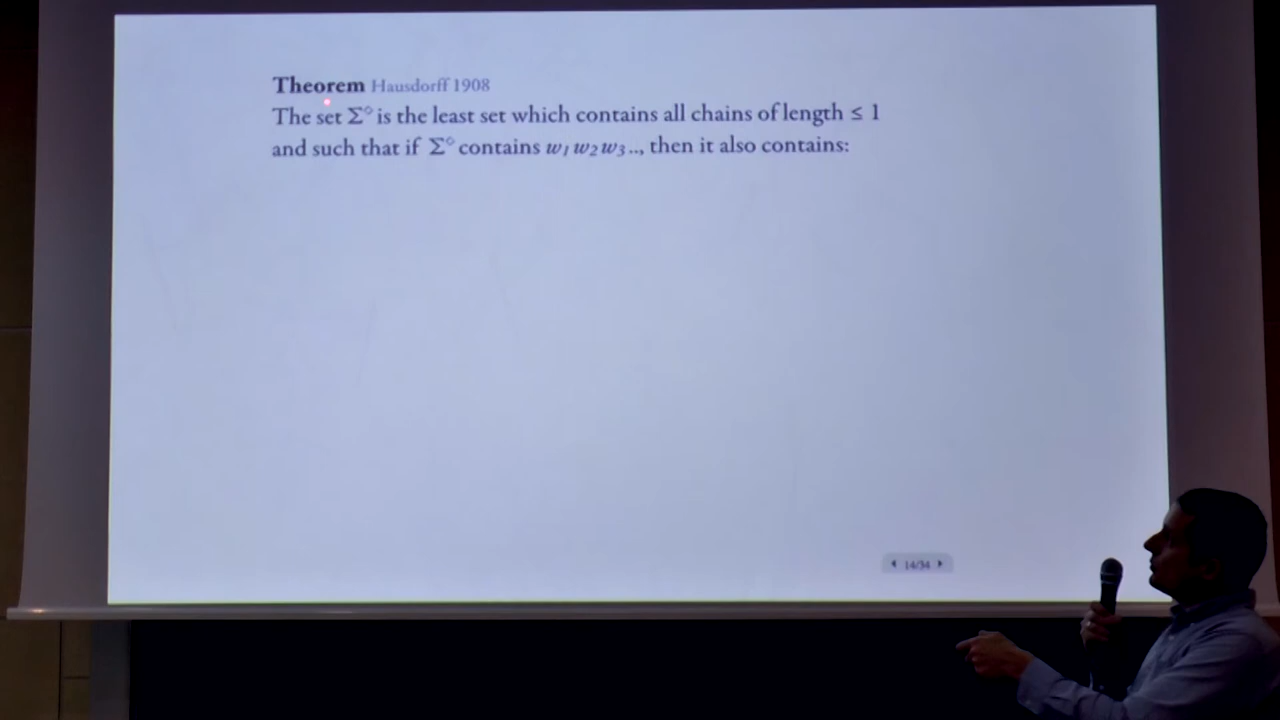 Theorem Hausdorff 1908
The set Σ◇ is the least set which contains all chains of length ≤ 1
and such that if Σ◇ contains w1 w2 w3 .., then it also contains:
14/34